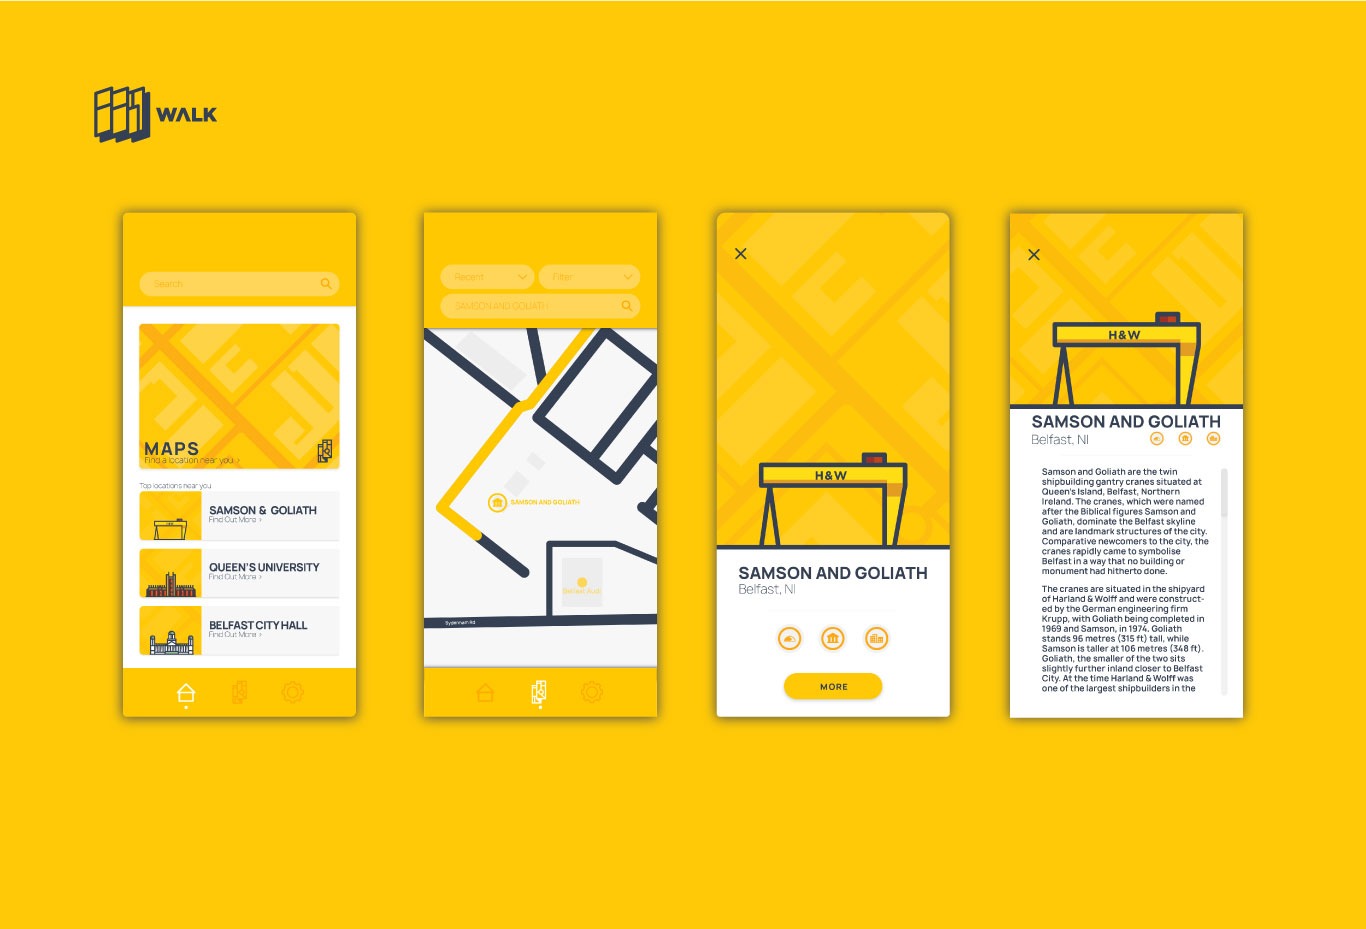 WALK
Search
MAPS
Find a location near you >
Top locations near you
SAMSON & GOLIATH
Find Out More >
QUEEN'S UNIVERSITY
Find Out More >
BELFAST CITY HALL
Find Out More >
Recent
Filter
SAMSON AND GOLIATH
SAMSON AND GOLIATH
Belfast Audi
Sydenham Rd
H&W
SAMSON AND GOLIATH
Belfast, NI
MORE
H&W
SAMSON AND GOLIATH
Belfast, NI
Samson and Goliath are the twin
shipbuilding gantry cranes situated at
Queen's Island, Belfast, Northern
Ireland. The cranes, which were named
after the Biblical figures Samson and
Goliath, dominate the Belfast skyline
and are landmark structures of the city.
Comparative newcomers to the city, the
cranes rapidly came to symbolise
Belfast in a way that no building or
monument had hitherto done.
The cranes are situated in the shipyard
of Harland & Wolff and were construct-
ed by the German engineering firm
Krupp, with Goliath being completed in
1969 and Samson, in 1974. Goliath
stands 96 metres (315 ft) tall, while
Samson is taller at 106 metres (348 ft).
Goliath, the smaller of the two sits
slightly further inland closer to Belfast
City. At the time Harland & Wolff was
one of the largest shipbuilders in the